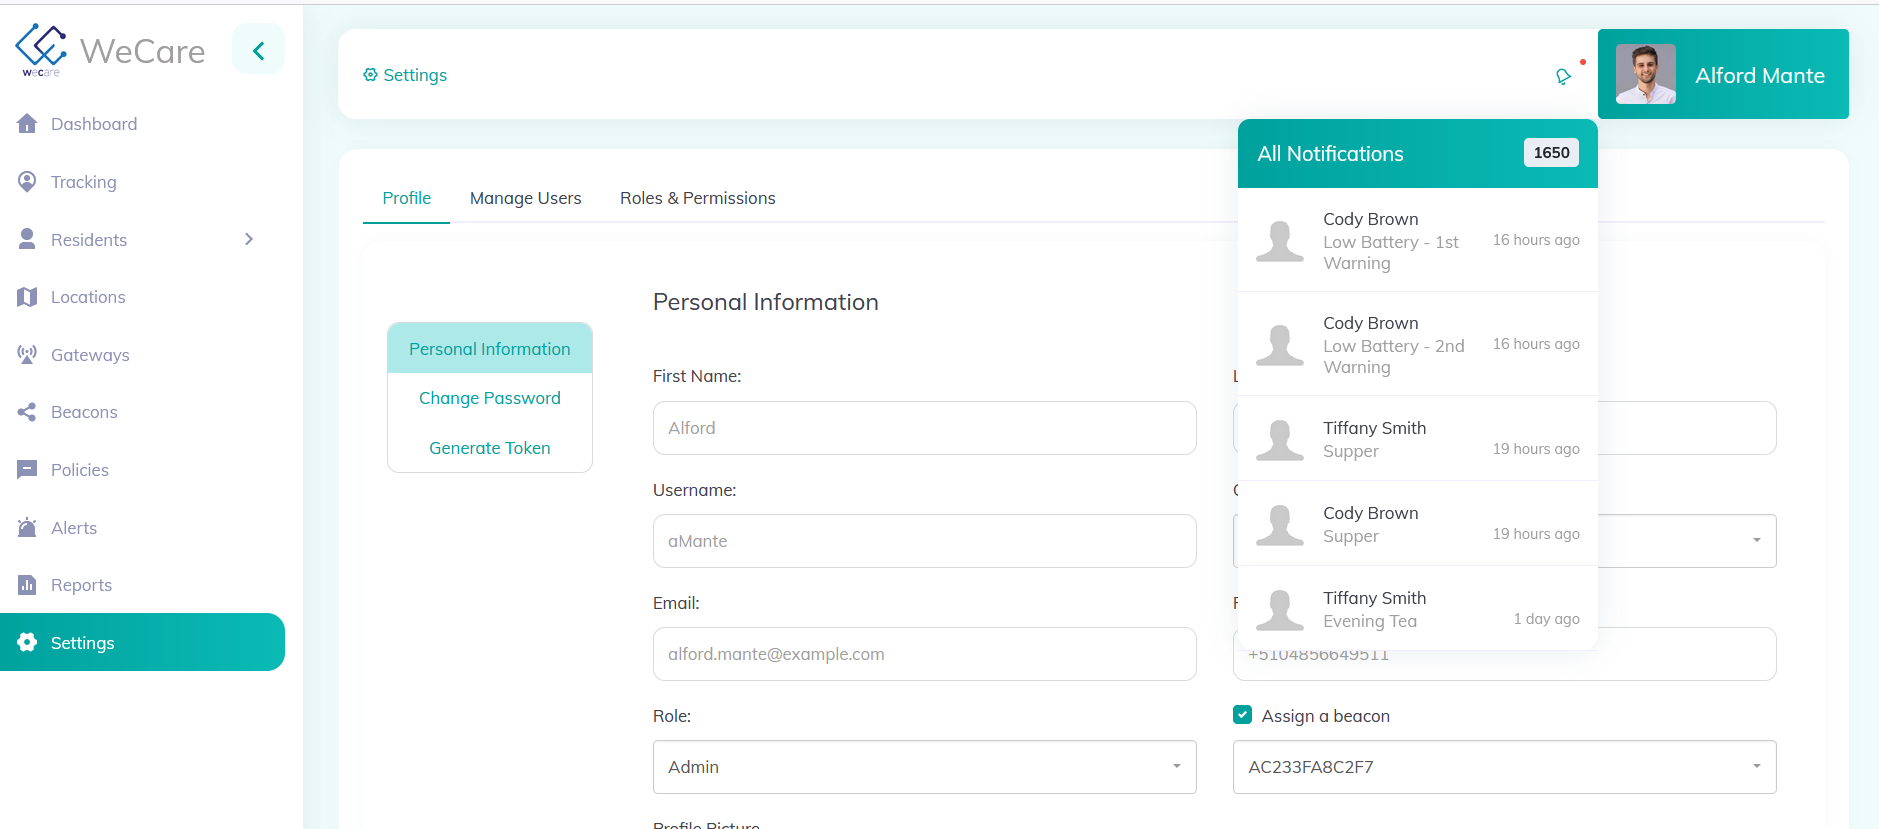 WeCare
wecare
Dashboard
Tracking
Residents
Locations
Gateways
Beacons
Policies
Alerts
Reports
Settings
Settings
Alford Mante
All Notifications 1650
Cody Brown
Low Battery - 1st
Warning
16 hours ago
Cody Brown
Low Battery - 2nd
Warning
16 hours ago
Tiffany Smith
Supper
19 hours ago
Cody Brown
Supper
19 hours ago
Tiffany Smith
Evening Tea
1 day ago
Profile Manage Users Roles & Permissions
Personal Information
Change Password
Generate Token
Personal Information
First Name:
Alford
Username:
aMante
Email:
alford.mante@example.com
+5104856649511
Role:
Admin
Assign a beacon
AC233FA8C2F7
Profile Picture